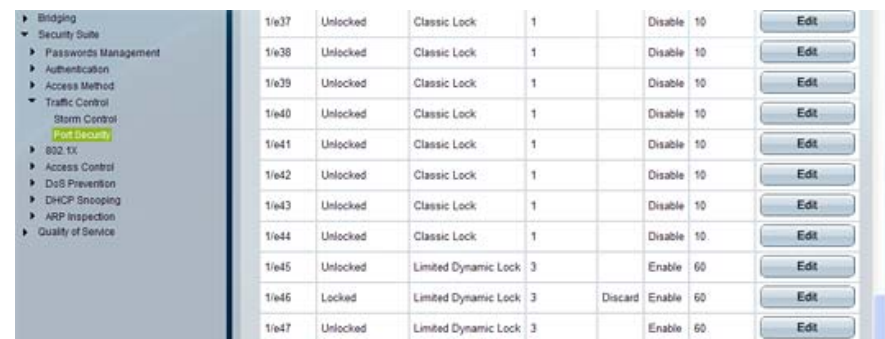 Bridging
Security Suite
Passwords Management
Authentication
Access Method
Traffic Control
Storm Control
Port Security
802.1X
Access Control
DoS Prevention
DHCP Snooping
ARP Inspection
Quality of Service
1/e37 Unlocked Classic Lock 1 Disable 10 Edit
1/e38 Unlocked Classic Lock 1 Disable 10 Edit
1/e39 Unlocked Classic Lock 1 Disable 10 Edit
1/e40 Unlocked Classic Lock 1 Disable 10 Edit
1/e41 Unlocked Classic Lock 1 Disable 10 Edit
1/e42 Unlocked Classic Lock 1 Disable 10 Edit
1/e43 Unlocked Classic Lock 1 Disable 10 Edit
1/e44 Unlocked Classic Lock 1 Disable 10 Edit
1/e45 Unlocked Limited Dynamic Lock 3 Enable 60 Edit
1/e46 Locked Limited Dynamic Lock 3 Discard Enable 60 Edit
1/e47 Unlocked Limited Dynamic Lock 3 Enable 60 Edit